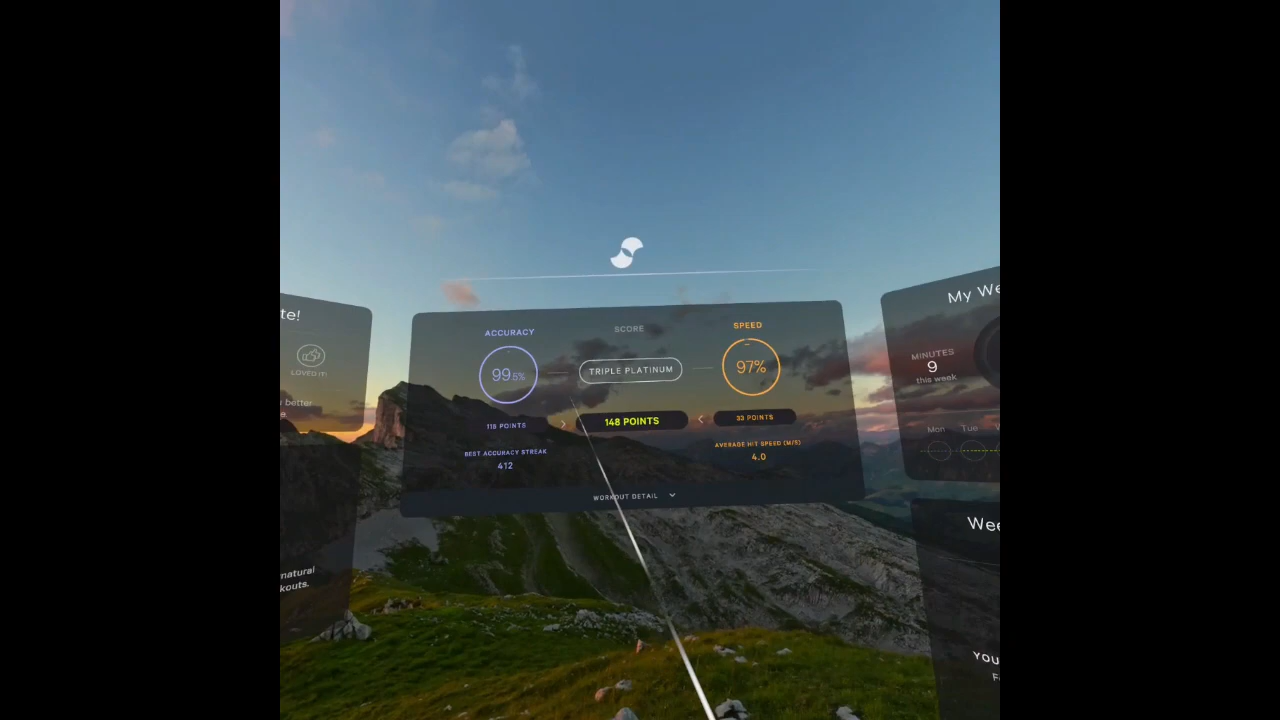 te!
LOVED IT!
better
e
natural
kouts.
ACCURACY
99.5%
115 POINTS
BEST ACCURACY STREAK
412
SCORE
TRIPLE PLATINUM
148 POINTS
SPEED
97%
33 POINTS
AVERAGE HIT SPEED (M/S)
4.0
WORKOUT DETAIL
My We
MINUTES
9
this week
Mon
Tue
W
Wee
YOU
F